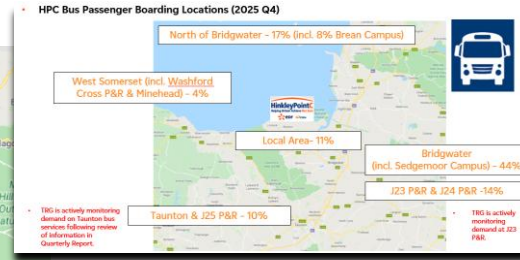 • HPC Bus Passenger Boarding Locations (2025 Q4)
North of Bridgwater - 17% (incl. 8% Brean Campus)
West Somerset (incl. Washford
Cross P&R & Minehead) - 4%
HinkleyPointC
Local Area- 11%
Bridgwater
(incl. Sedgemoor Campus) - 44%
J23 P&R & J24 P&R -14%
Taunton & J25 P&R - 10%
• TRG is actively monitoring
demand on Taunton bus
services following review
of Information in
Quarterly Report.
• TRG is actively
monitoring
demand at J23
P&R.